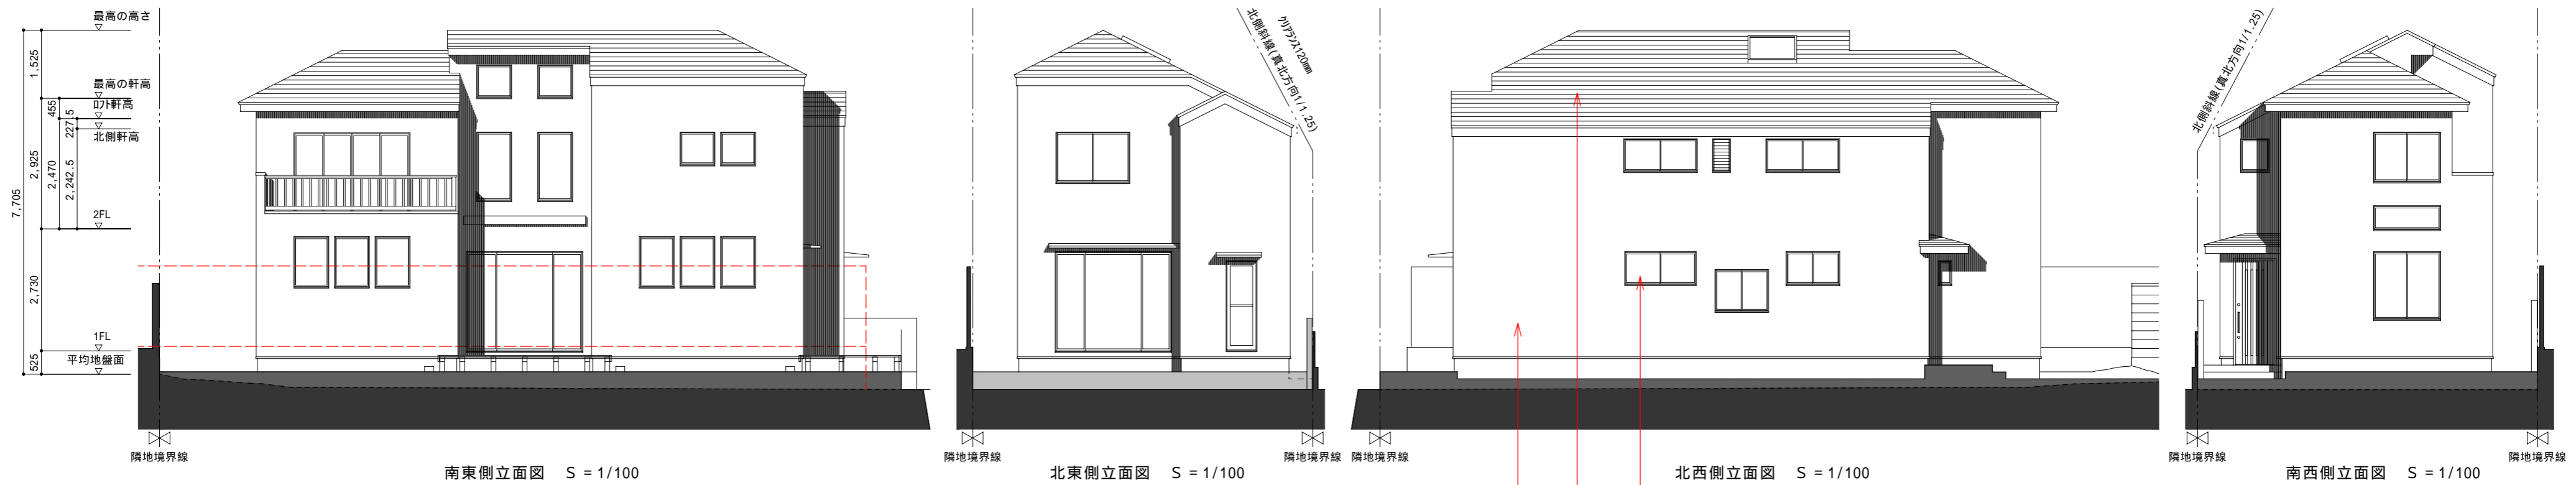 最高の高さ
1,525
最高の軒高
455
ロフト軒高
227.5
北側軒高
2,925
2,470
2,242.5
7,705
2FL
2,730
1FL
平均地盤面
525
隣地境界線
南東側立面図 S = 1/100
クリアランス120mm
北側斜線(真北方向1/1.25)
隣地境界線
隣地境界線
北東側立面図 S = 1/100
隣地境界線
北西側立面図 S = 1/100
北側斜線(真北方向1/1.25)
隣地境界線
隣地境界線
南西側立面図 S = 1/100